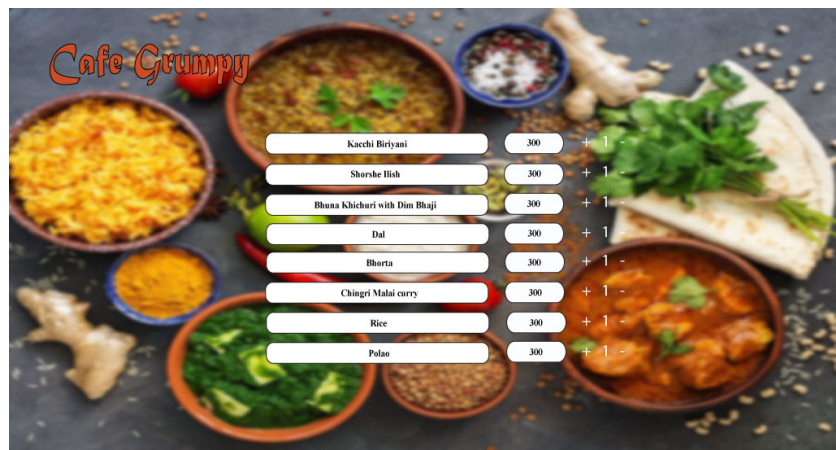 Cafe Grumpy
Kacchi Biriyani 300 + 1 -
Shorshe Ilish 300 + 1 -
Bhuna Khichuri with Dim Bhaji 300 + 1 -
Dal 300 + 1 -
Bhorta 300 + 1 -
Chingri Malai curry 300 + 1 -
Rice 300 + 1 -
Polao 300 + 1 -